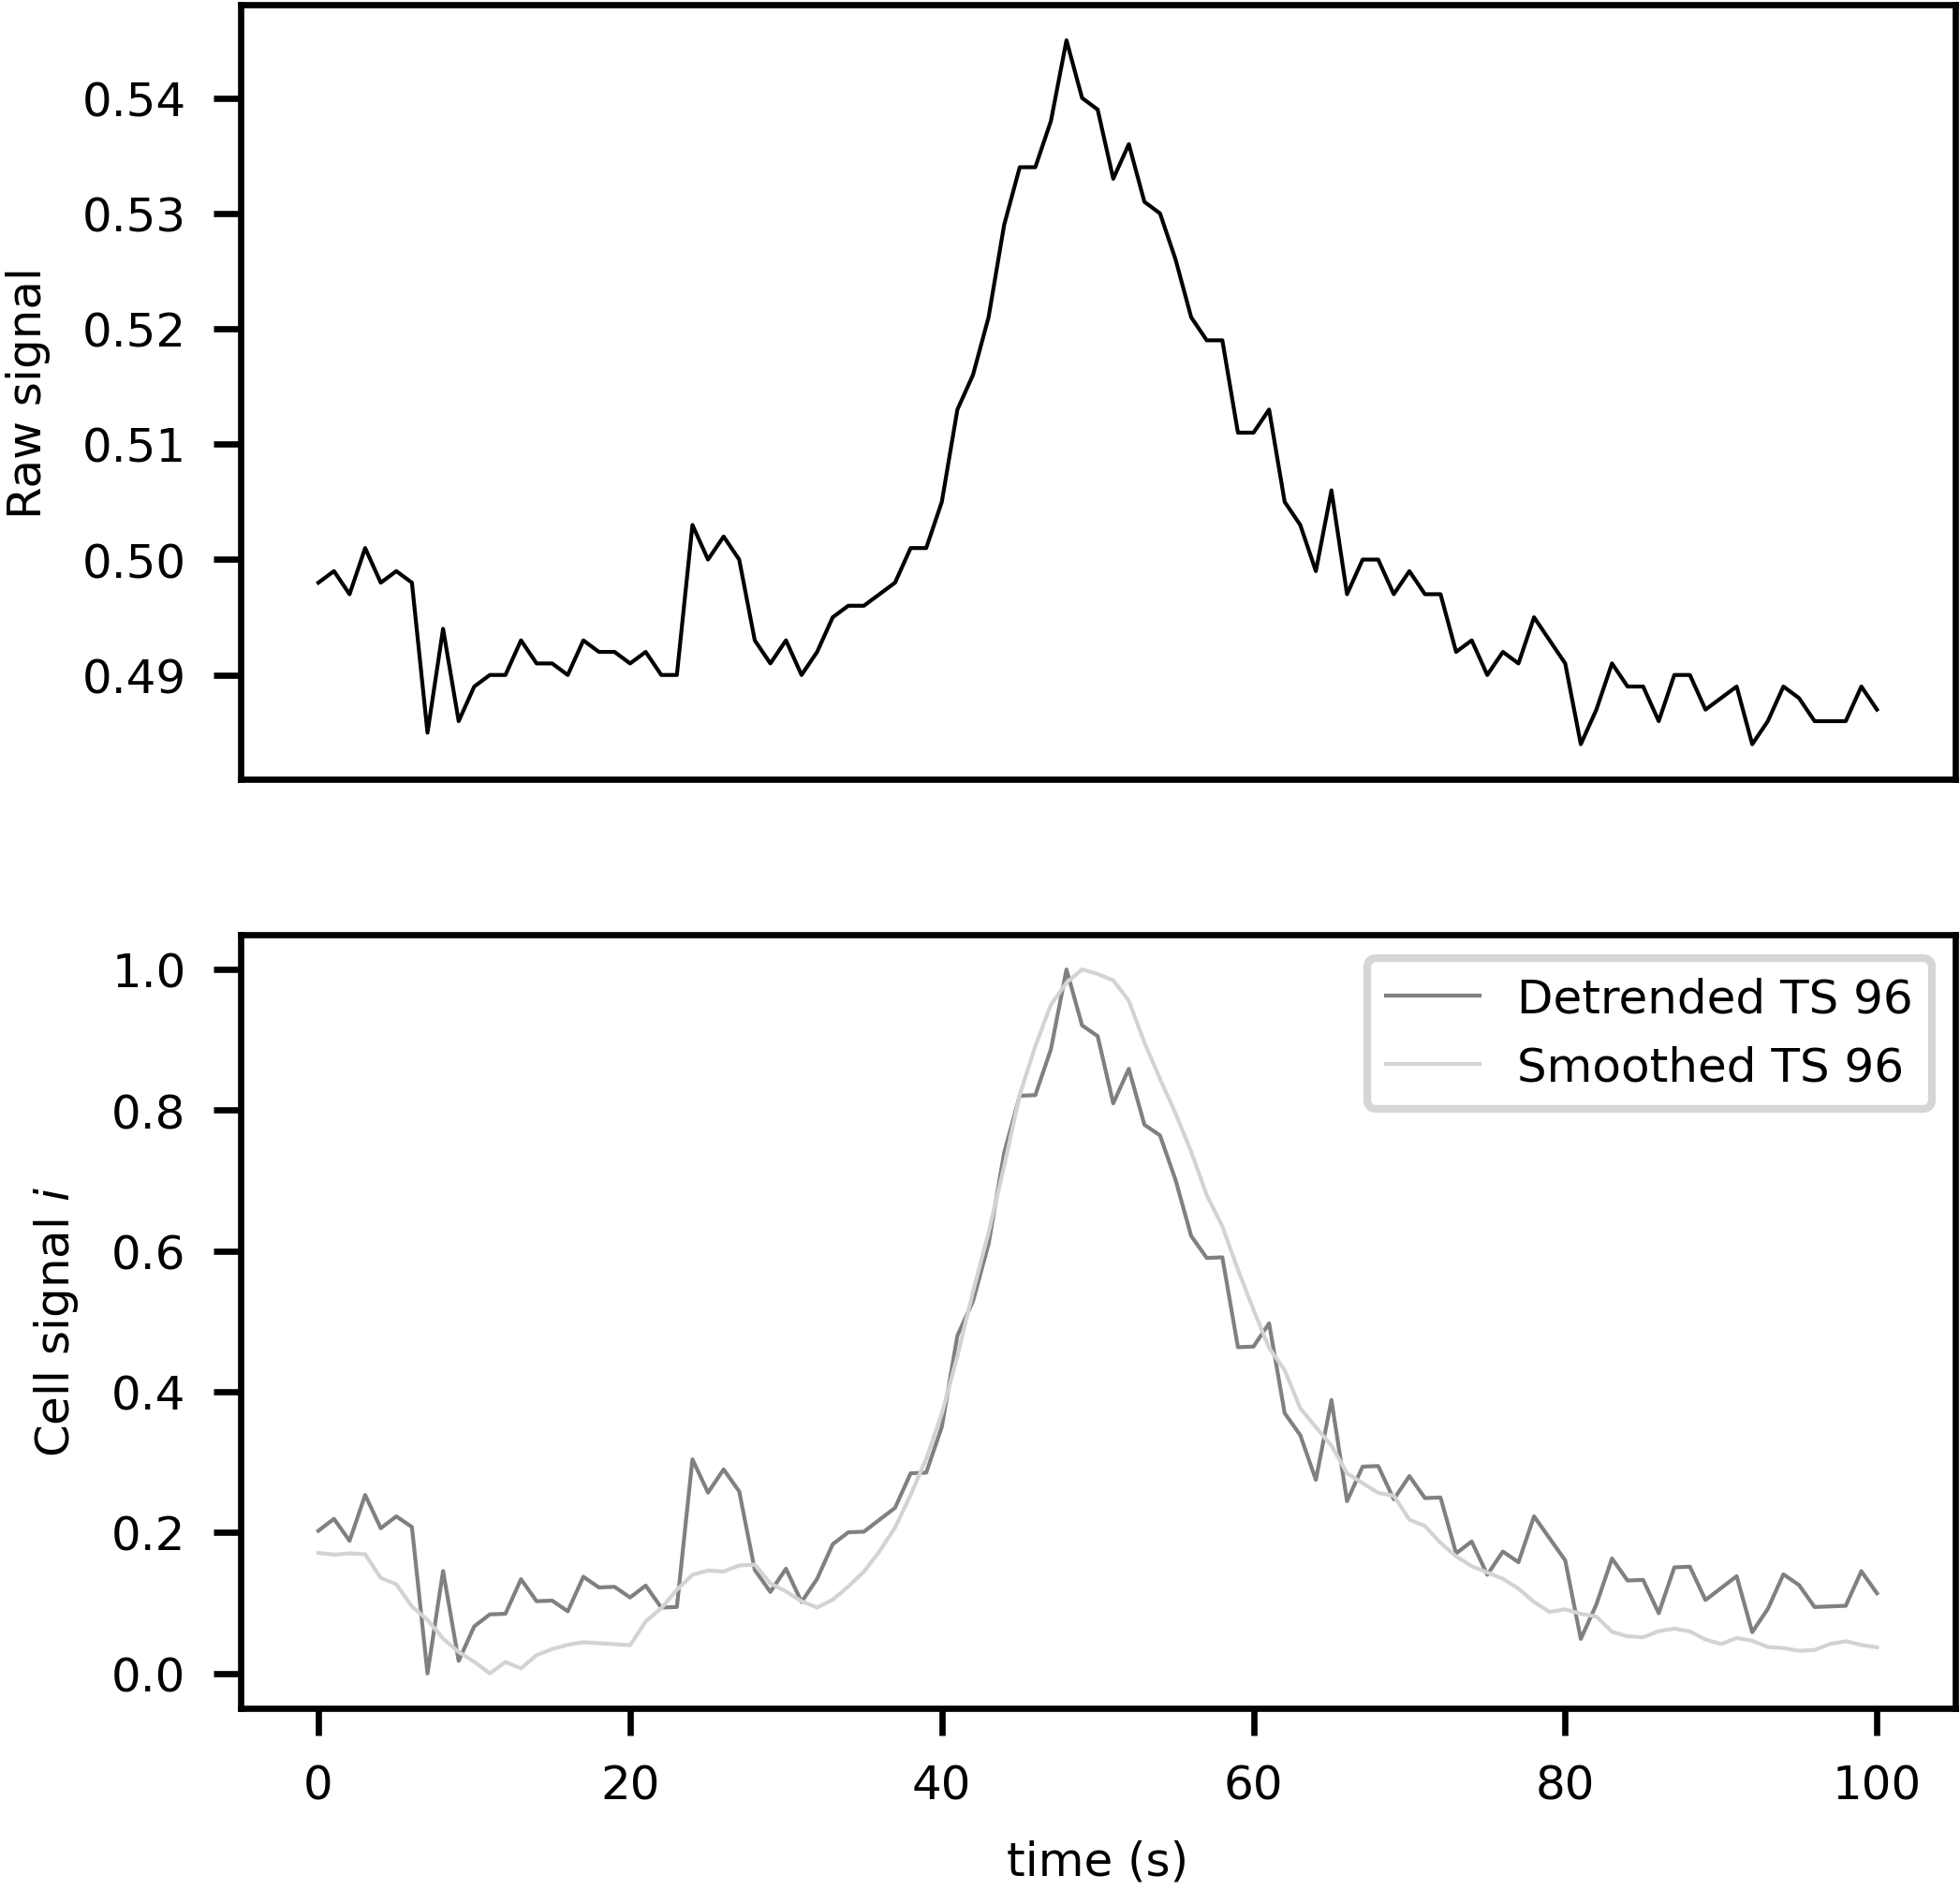 Raw signal
0.54
0.53
0.52
0.51
0.50
0.49
Cell signal i
1.0
0.8
0.6
0.4
0.2
0.0
Detrended TS 96
Smoothed TS 96
0 20 40 60 80 100
time (s)